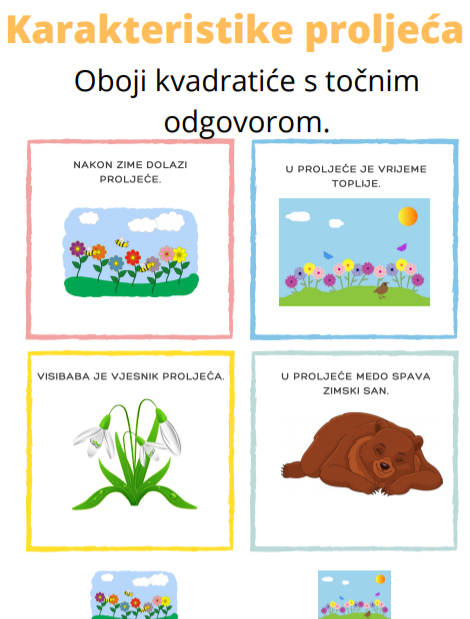 Karakteristike proljeća
Oboji kvadratiće s točnim
odgovorom.
NAKON ZIME DOLAZI
PROLJEĆE.
U PROLJEĆE JE VRIJEME
TOPLIJE.
VISIBABA JE VJESNIK PROLJEĆA.
U PROLJEĆE MEDO SPAVA
ZIMSKI SAN.